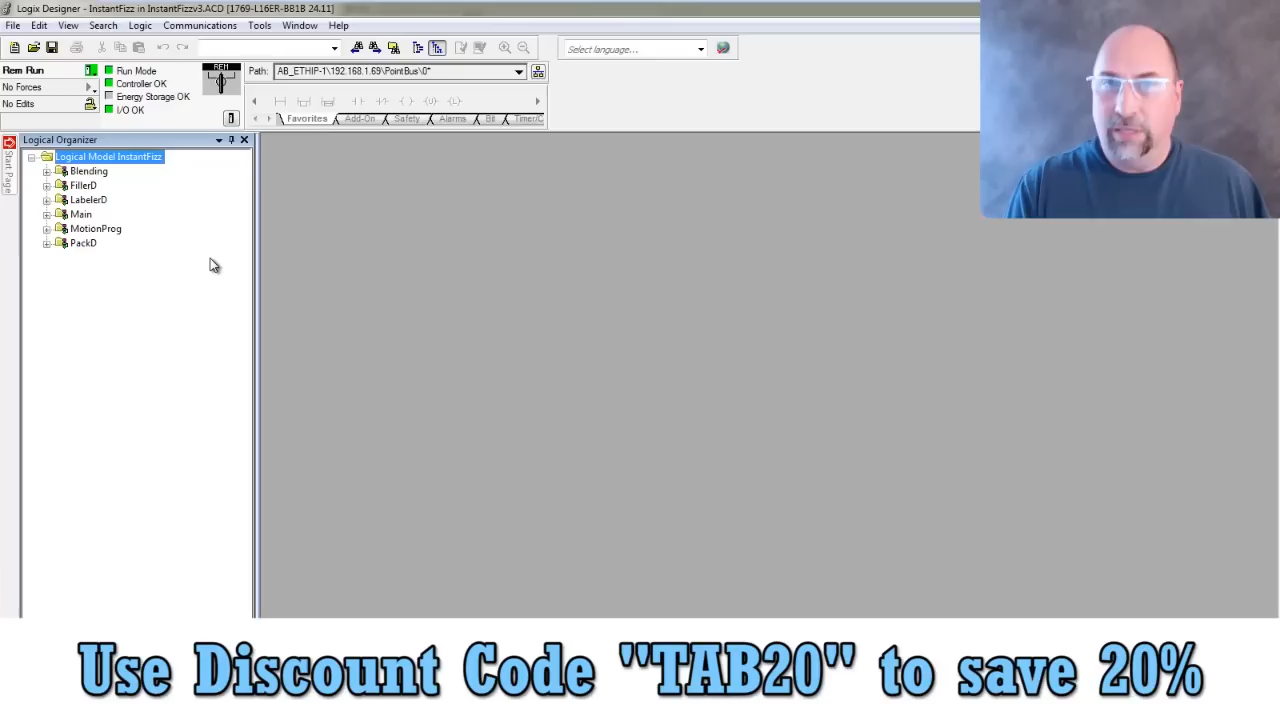 Logix Designer - InstantFizz in InstantFizzv3.ACD [1769-L16ER-BB1B 24.11]
File Edit View Search Logic Communications Tools Window Help
Select language...
Rem Run
No Forces
No Edits
Run Mode
Controller OK
Energy Storage OK
I/O OK
REM
Path: AB_ETHIP-1\192.168.1.69\PointBus\0*
Favorites Add-On Safety Alarms Bit Timer/C
Start Page
Logical Organizer
Logical Model InstantFizz
Blending
FillerD
LabelerD
Main
MotionProg
PackD
Use Discount Code "TAB20" to save 20%